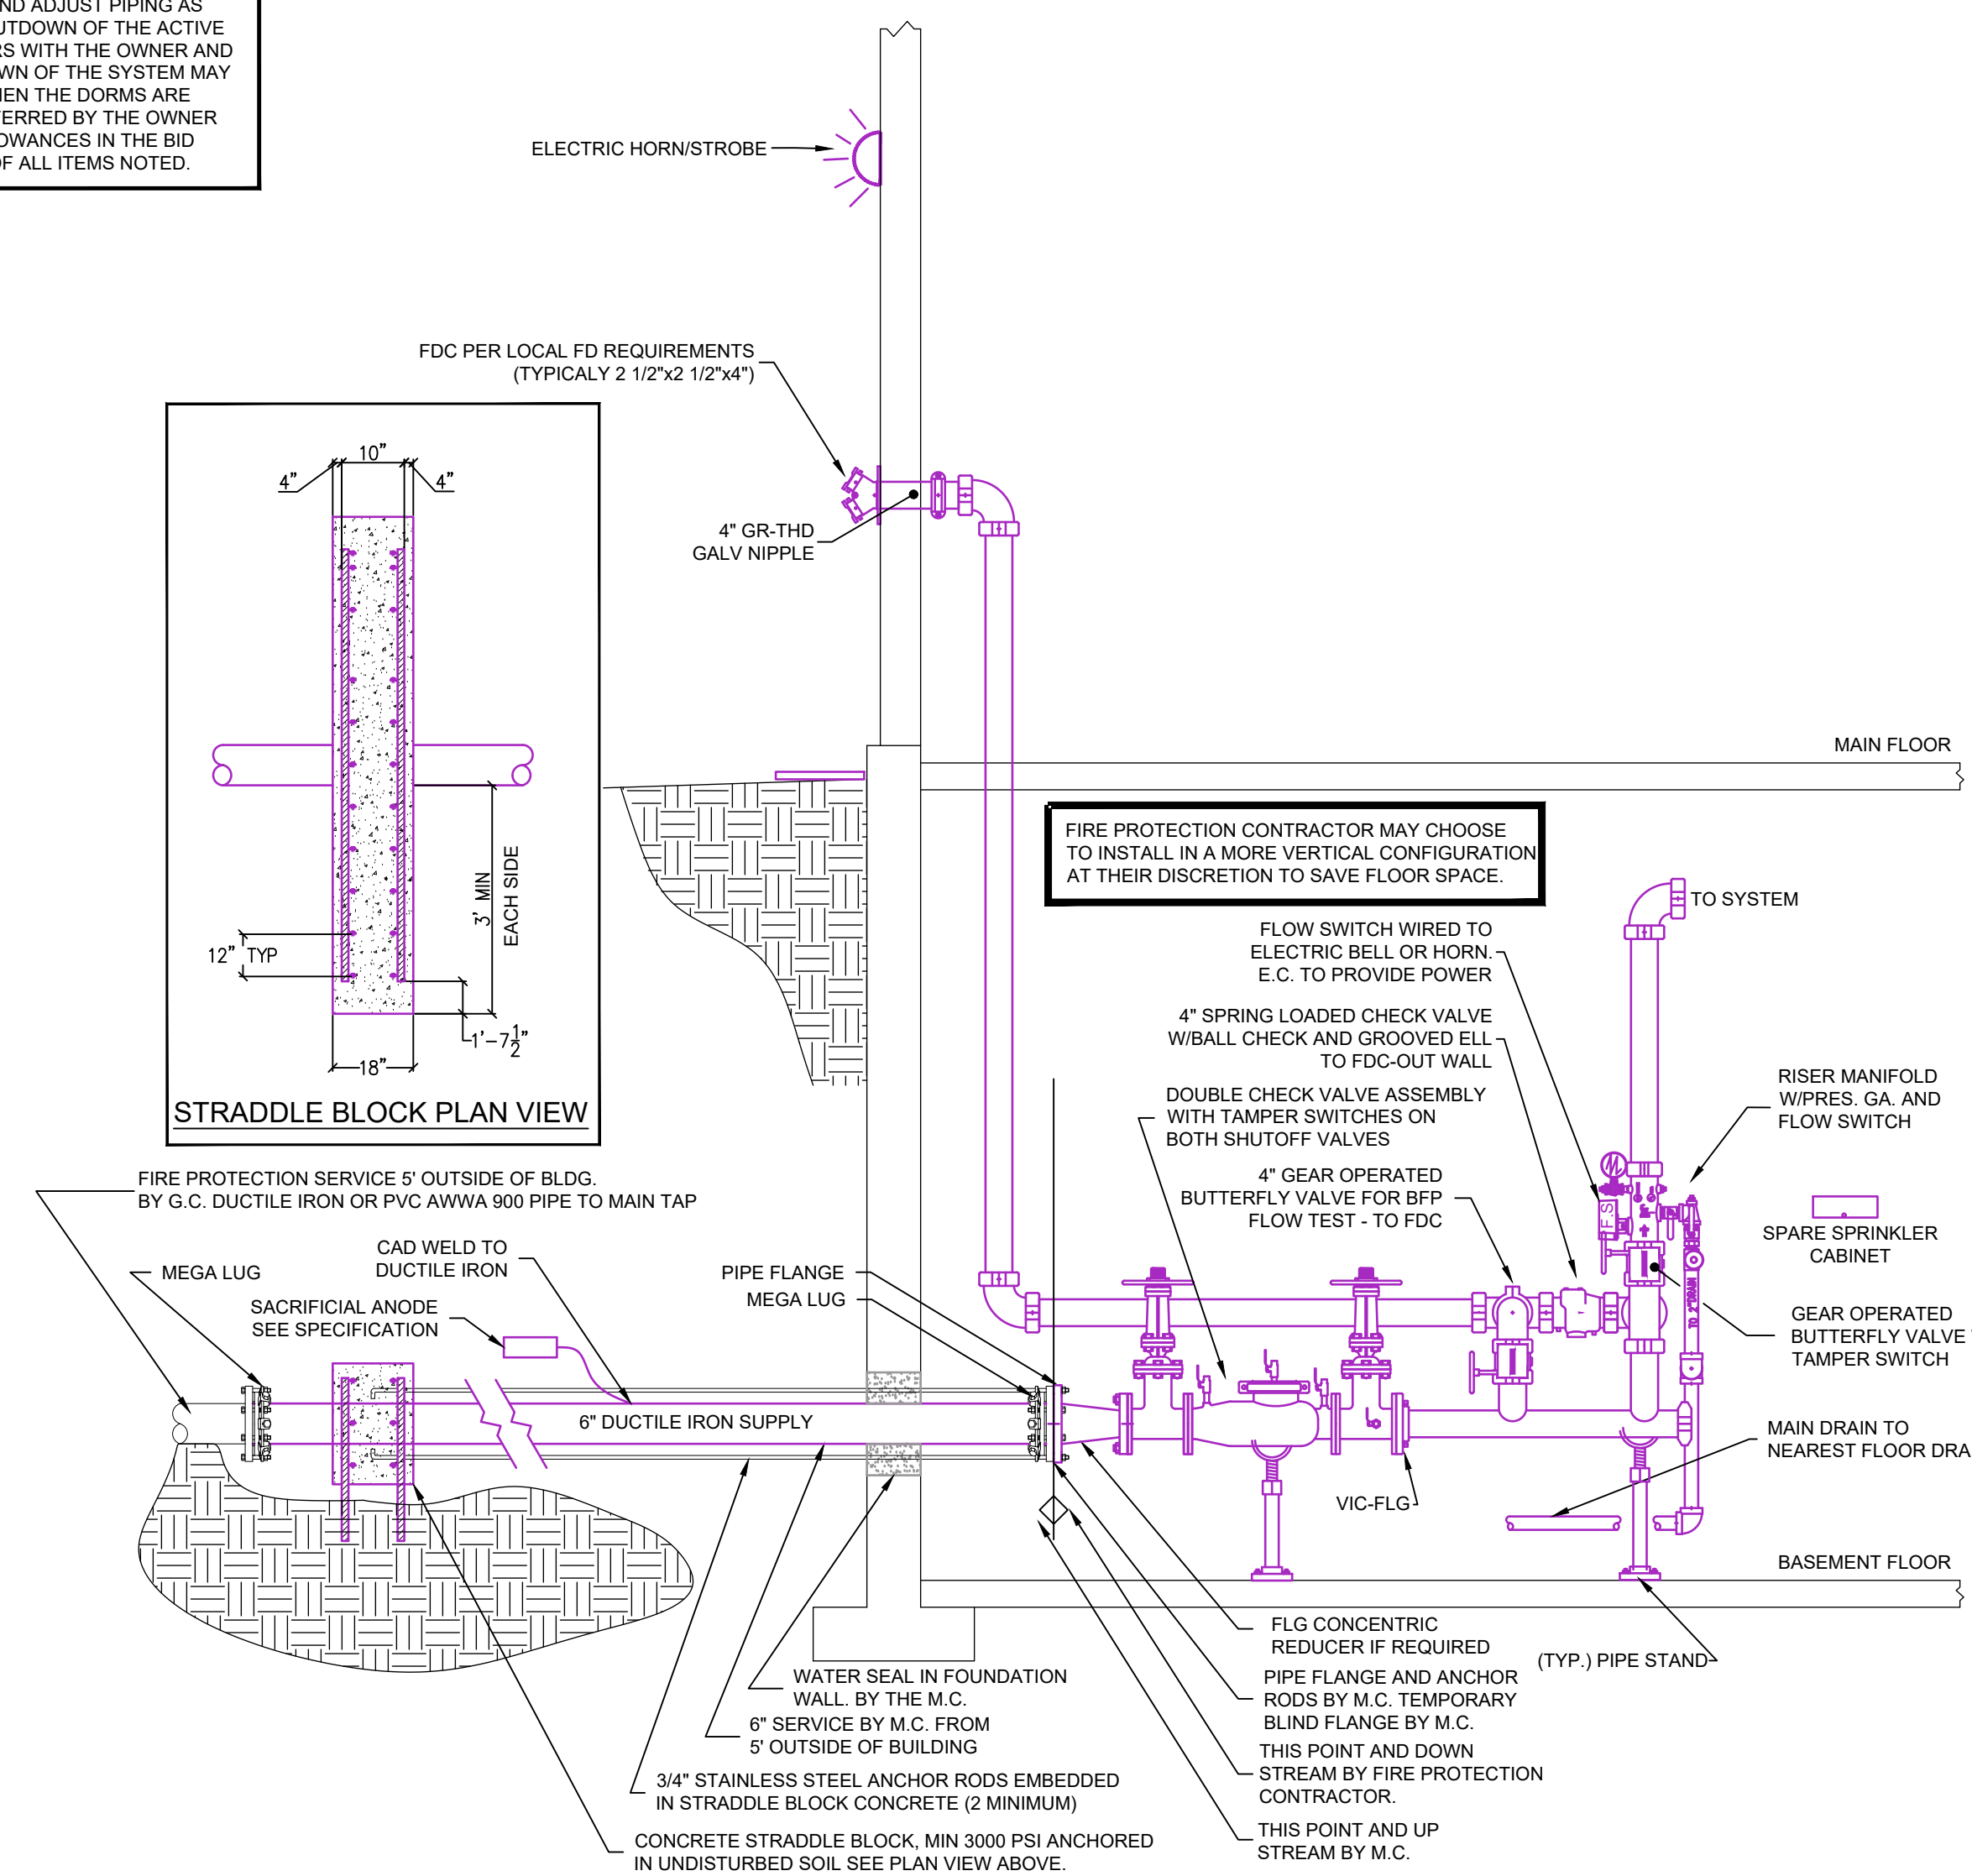 ND ADJUST PIPING AS
UTDOWN OF THE ACTIVE
RS WITH THE OWNER AND
WN OF THE SYSTEM MAY
HEN THE DORMS ARE
FERRED BY THE OWNER
LOWANCES IN THE BID
OF ALL ITEMS NOTED.
ELECTRIC HORN/STROBE
FDC PER LOCAL FD REQUIREMENTS
(TYPICALY 2 1/2"x2 1/2"x4")
4" GR-THD
GALV NIPPLE
10"
4"
4"
3' MIN
EACH SIDE
12" TYP
1'-7 1/2"
18"
STRADDLE BLOCK PLAN VIEW
MAIN FLOOR
FIRE PROTECTION CONTRACTOR MAY CHOOSE
TO INSTALL IN A MORE VERTICAL CONFIGURATION
AT THEIR DISCRETION TO SAVE FLOOR SPACE.
TO SYSTEM
FLOW SWITCH WIRED TO
ELECTRIC BELL OR HORN.
E.C. TO PROVIDE POWER
4" SPRING LOADED CHECK VALVE
W/BALL CHECK AND GROOVED ELL
TO FDC-OUT WALL
DOUBLE CHECK VALVE ASSEMBLY
WITH TAMPER SWITCHES ON
BOTH SHUTOFF VALVES
4" GEAR OPERATED
BUTTERFLY VALVE FOR BFP
FLOW TEST - TO FDC
RISER MANIFOLD
W/PRES. GA. AND
FLOW SWITCH
F.S
SPARE SPRINKLER
CABINET
TO 2" DRAIN
GEAR OPERATED
BUTTERFLY VALVE
TAMPER SWITCH
MAIN DRAIN TO
NEAREST FLOOR DRA
FIRE PROTECTION SERVICE 5' OUTSIDE OF BLDG.
BY G.C. DUCTILE IRON OR PVC AWWA 900 PIPE TO MAIN TAP
MEGA LUG
CAD WELD TO
DUCTILE IRON
SACRIFICIAL ANODE
SEE SPECIFICATION
PIPE FLANGE
MEGA LUG
6" DUCTILE IRON SUPPLY
VIC-FLG
BASEMENT FLOOR
FLG CONCENTRIC
REDUCER IF REQUIRED
(TYP.) PIPE STAND
PIPE FLANGE AND ANCHOR
RODS BY M.C. TEMPORARY
BLIND FLANGE BY M.C.
THIS POINT AND DOWN
STREAM BY FIRE PROTECTION
CONTRACTOR.
THIS POINT AND UP
STREAM BY M.C.
WATER SEAL IN FOUNDATION
WALL. BY THE M.C.
6" SERVICE BY M.C. FROM
5' OUTSIDE OF BUILDING
3/4" STAINLESS STEEL ANCHOR RODS EMBEDDED
IN STRADDLE BLOCK CONCRETE (2 MINIMUM)
CONCRETE STRADDLE BLOCK, MIN 3000 PSI ANCHORED
IN UNDISTURBED SOIL SEE PLAN VIEW ABOVE.